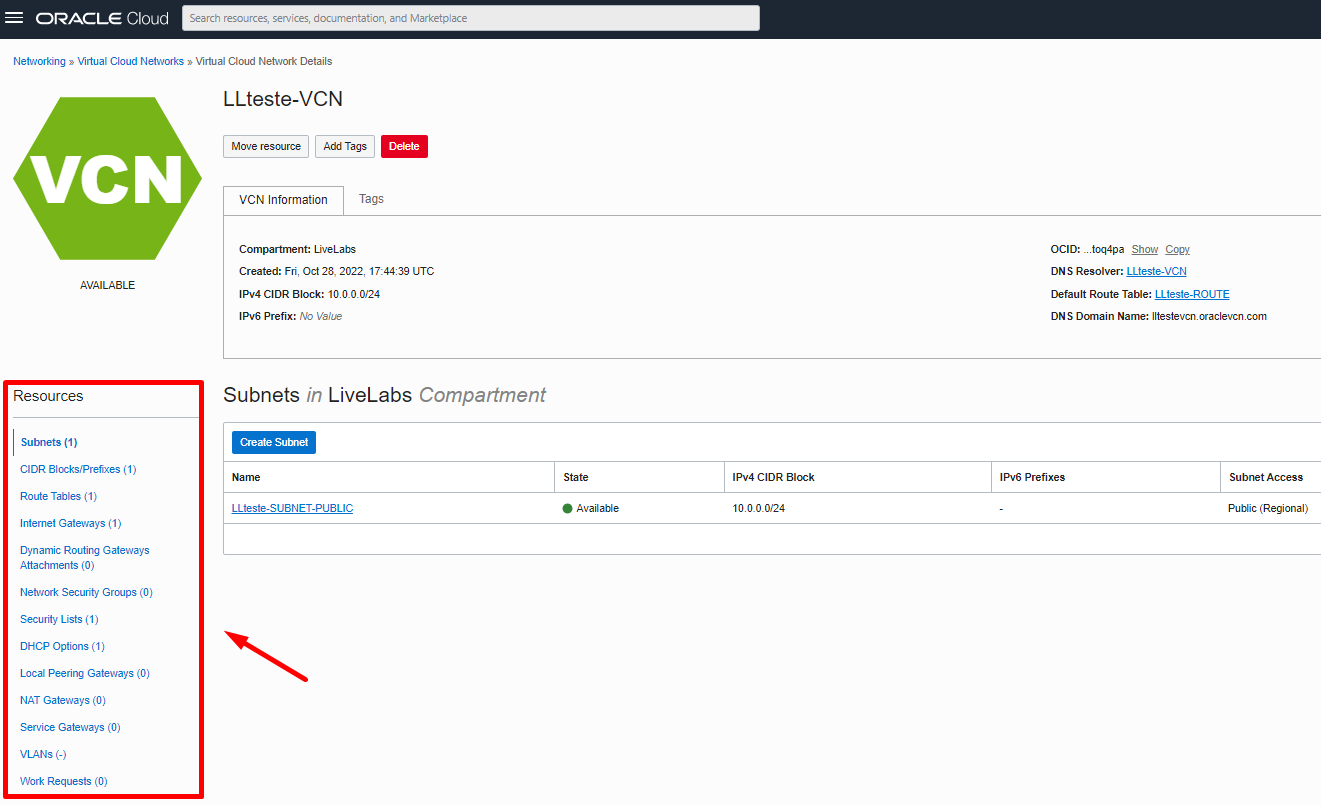 ORACLE Cloud
Search resources, services, documentation, and Marketplace
Networking » Virtual Cloud Networks » Virtual Cloud Network Details
VCN
AVAILABLE
LLteste-VCN
Move resource Add Tags Delete
VCN Information Tags
Compartment: LiveLabs
Created: Fri, Oct 28, 2022, 17:44:39 UTC
IPv4 CIDR Block: 10.0.0.0/24
IPv6 Prefix: No Value
OCID: ...toq4pa Show Copy
DNS Resolver: LLteste-VCN
Default Route Table: LLteste-ROUTE
DNS Domain Name: lltestevcn.oraclevcn.com
Resources
Subnets (1)
CIDR Blocks/Prefixes (1)
Route Tables (1)
Internet Gateways (1)
Dynamic Routing Gateways
Attachments (0)
Network Security Groups (0)
Security Lists (1)
DHCP Options (1)
Local Peering Gateways (0)
NAT Gateways (0)
Service Gateways (0)
VLANs (-)
Work Requests (0)
Subnets in LiveLabs Compartment
Create Subnet
Name State IPv4 CIDR Block IPv6 Prefixes Subnet Access
LLteste-SUBNET-PUBLIC Available 10.0.0.0/24 - Public (Regional)